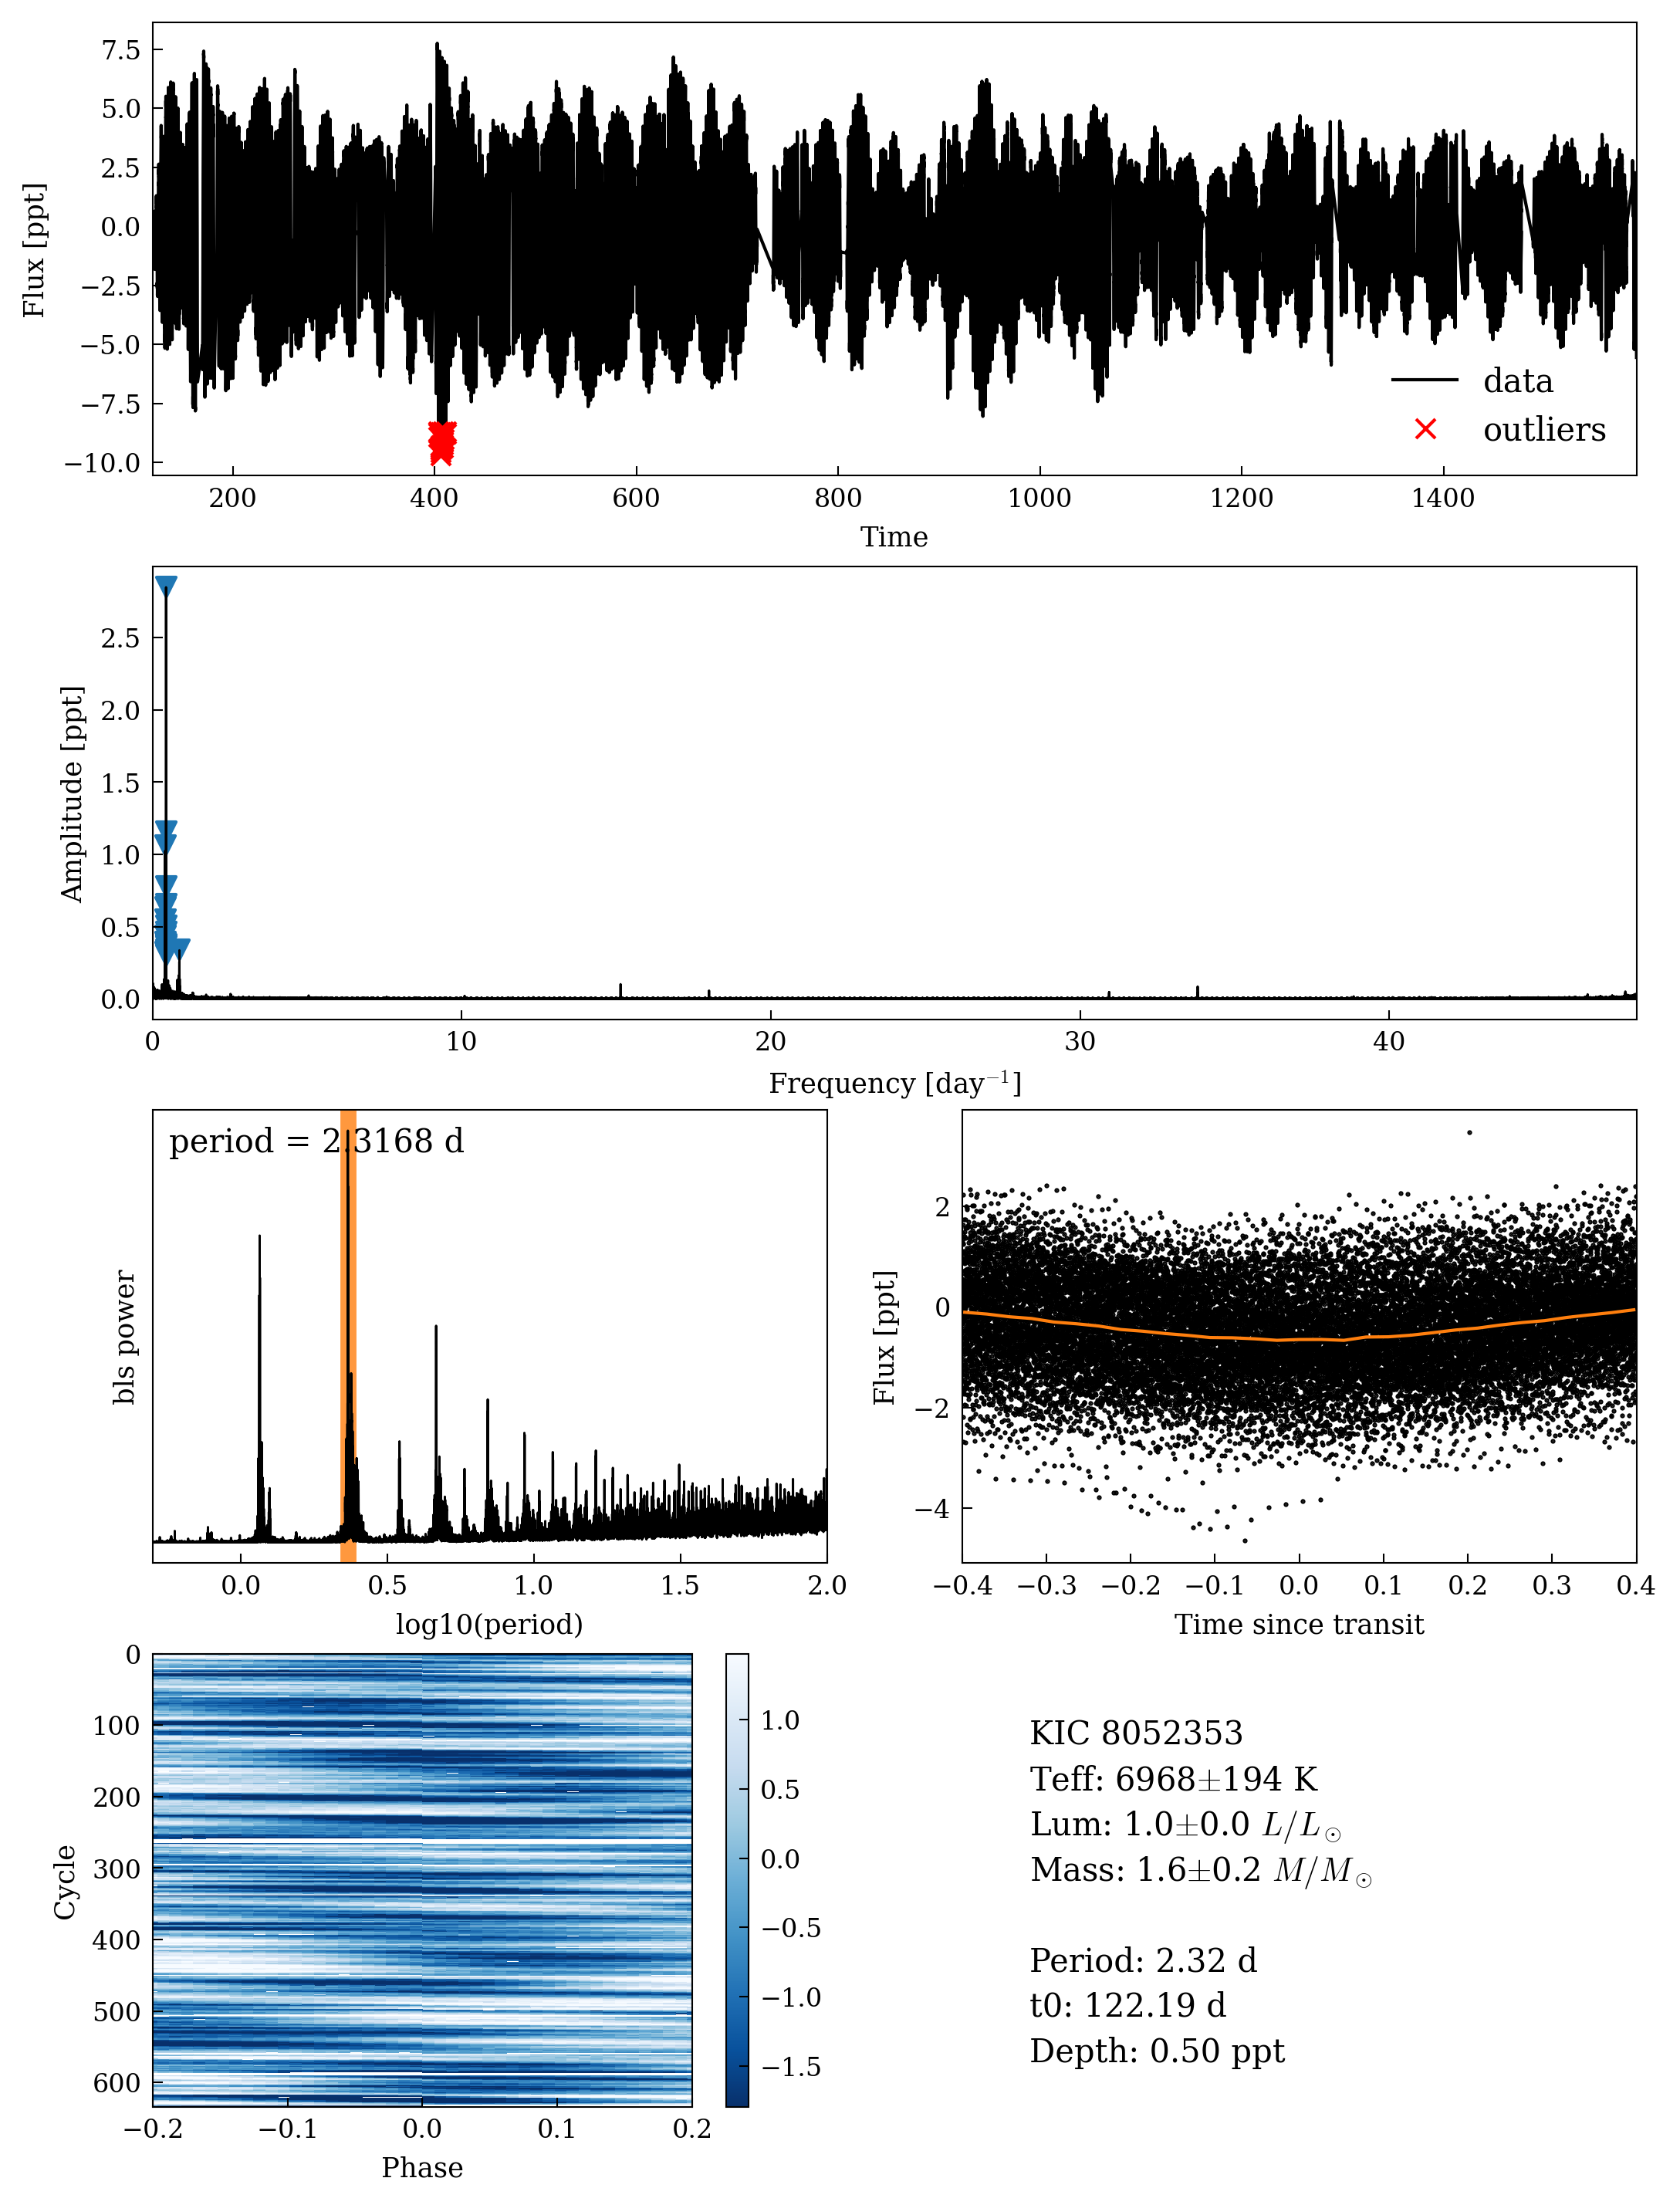 7.5
5.0
2.5
0.0
−2.5
−5.0
−7.5
−10.0
Flux [ppt]
data
outliers
200 400 600 800 1000 1200 1400
Time
2.5
2.0
1.5
1.0
0.5
0.0
Amplitude [ppt]
0 10 20 30 40
Frequency [day⁻¹]
period = 2.3168 d
bls power
0.0 0.5 1.0 1.5 2.0
log10(period)
2
0
−2
−4
Flux [ppt]
−0.4 −0.3 −0.2 −0.1 0.0 0.1 0.2 0.3 0.4
Time since transit
0
100
200
300
400
500
600
Cycle
−0.2 −0.1 0.0 0.1 0.2
Phase
1.0
0.5
0.0
−0.5
−1.0
−1.5
KIC 8052353
Teff: 6968±194 K
Lum: 1.0±0.0 L/L⊙
Mass: 1.6±0.2 M/M⊙
Period: 2.32 d
t0: 122.19 d
Depth: 0.50 ppt